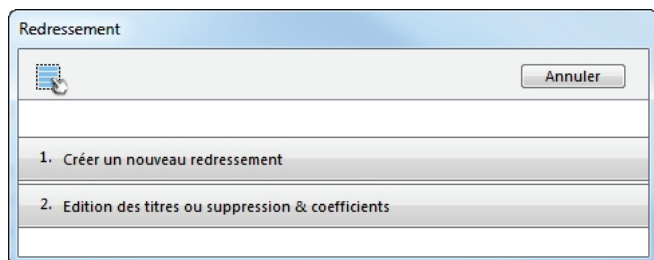 Redressement
Annuler
1. Créer un nouveau redressement
2. Edition des titres ou suppression & coefficients